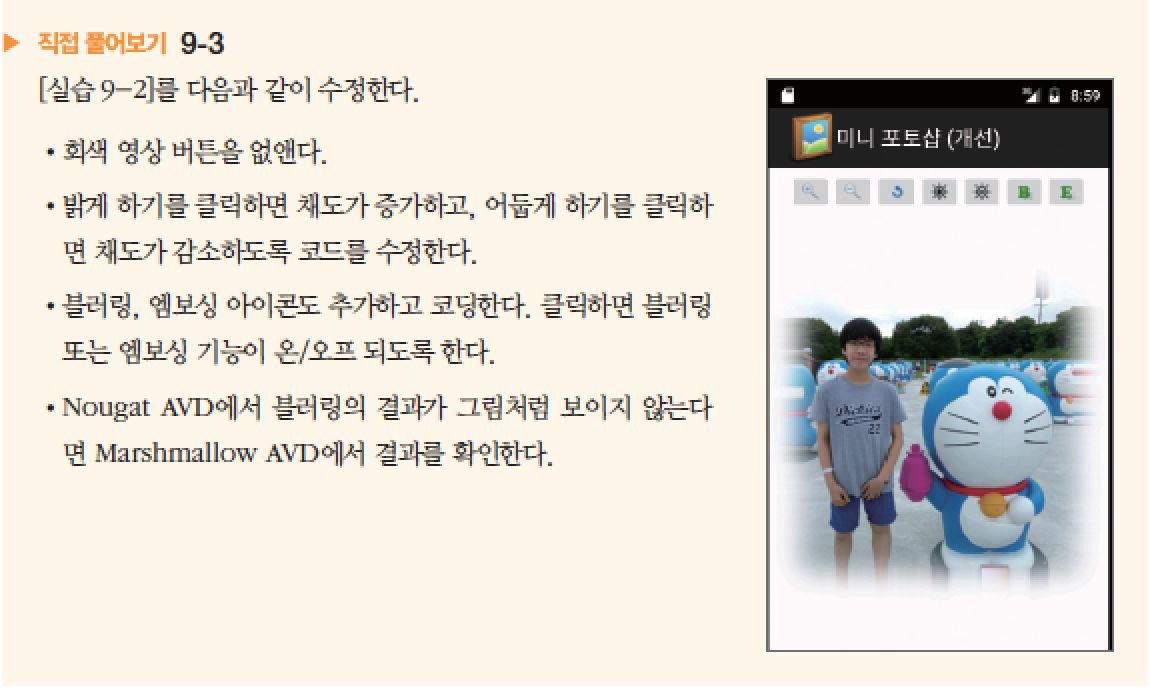 ▶ 직접 풀어보기 9-3
[실습 9-2]를 다음과 같이 수정한다.
• 회색 영상 버튼을 없앤다.
• 밝게 하기를 클릭하면 채도가 증가하고, 어둡게 하기를 클릭하
면 채도가 감소하도록 코드를 수정한다.
• 블러링, 엠보싱 아이콘도 추가하고 코딩한다. 클릭하면 블러링
또는 엠보싱 기능이 온/오프 되도록 한다.
• Nougat AVD에서 블러링의 결과가 그림처럼 보이지 않는다
면 Marshmallow AVD에서 결과를 확인한다.
8:59
미니 포토샵 (개선)
B E
22